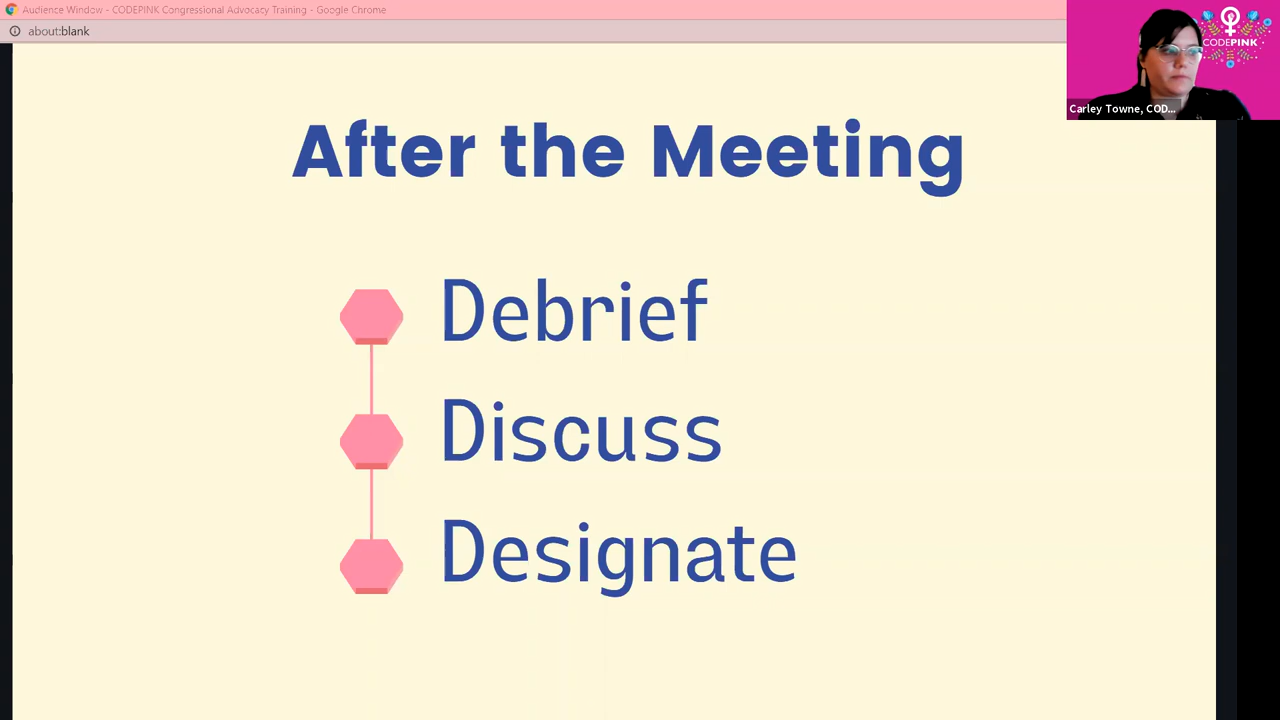 Audience Window - CODEPINK Congressional Advocacy Training - Google Chrome
about:blank
CODEPINK
Carley Towne, COD...
After the Meeting
Debrief
Discuss
Designate